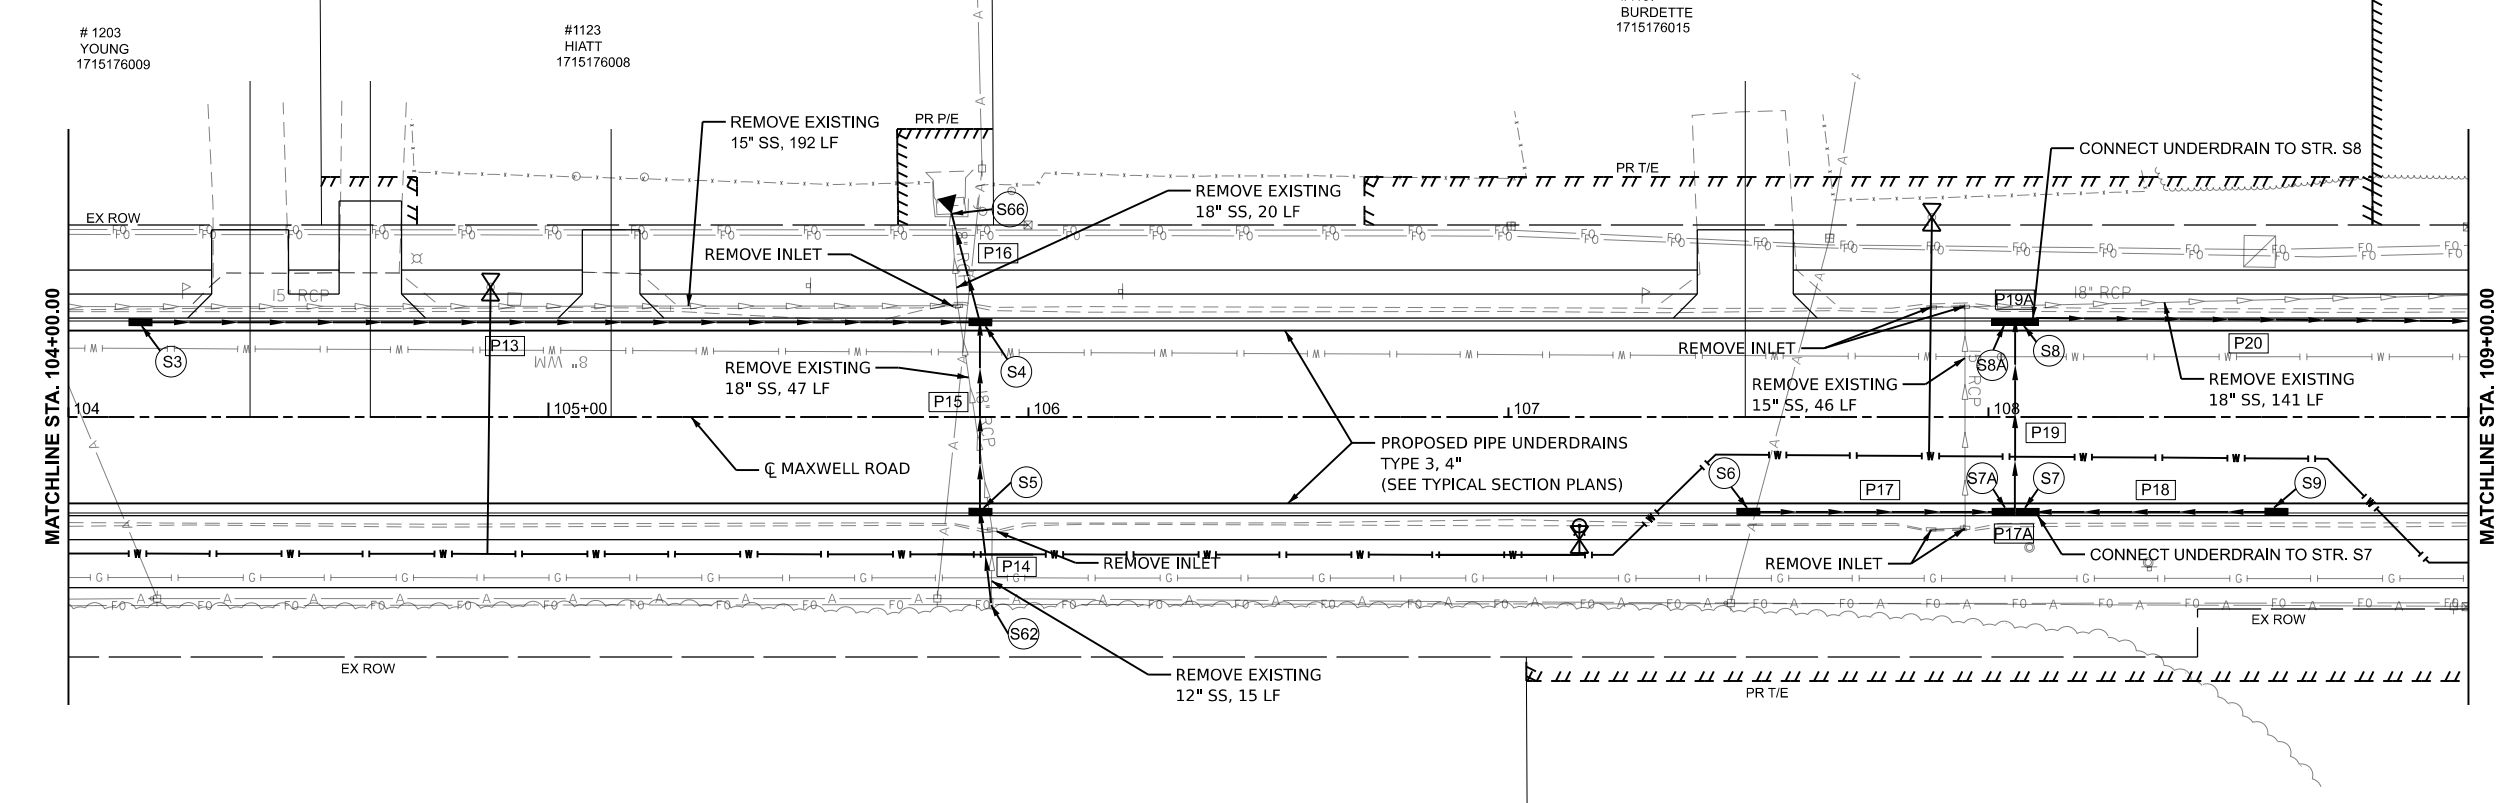 # 1203
YOUNG
1715176009
#1123
HIATT
1715176008
BURDETTE
1715176015
REMOVE EXISTING
15" SS, 192 LF
PR P/E
S66
REMOVE EXISTING
18" SS, 20 LF
PR T/E
CONNECT UNDERDRAIN TO STR. S8
EX ROW
REMOVE INLET
P16
18" RCP
15" RCP
P19A
18" RCP
MATCHLINE STA. 104+00.00
MATCHLINE STA. 109+00.00
S3
P13
8" WM
REMOVE EXISTING
18" SS, 47 LF
S4
REMOVE INLET
S8A
S8
P20
REMOVE EXISTING
15" SS, 46 LF
15" RCP
REMOVE EXISTING
18" SS, 141 LF
P15
18" RCP
104
105+00
106
107
108
P19
℄ MAXWELL ROAD
PROPOSED PIPE UNDERDRAINS
TYPE 3, 4"
(SEE TYPICAL SECTION PLANS)
S5
S6
P17
S7A
S7
P18
S9
P17A
REMOVE INLET
REMOVE INLET
CONNECT UNDERDRAIN TO STR. S7
P14
S62
EX ROW
EX ROW
REMOVE EXISTING
12" SS, 15 LF
PR T/E